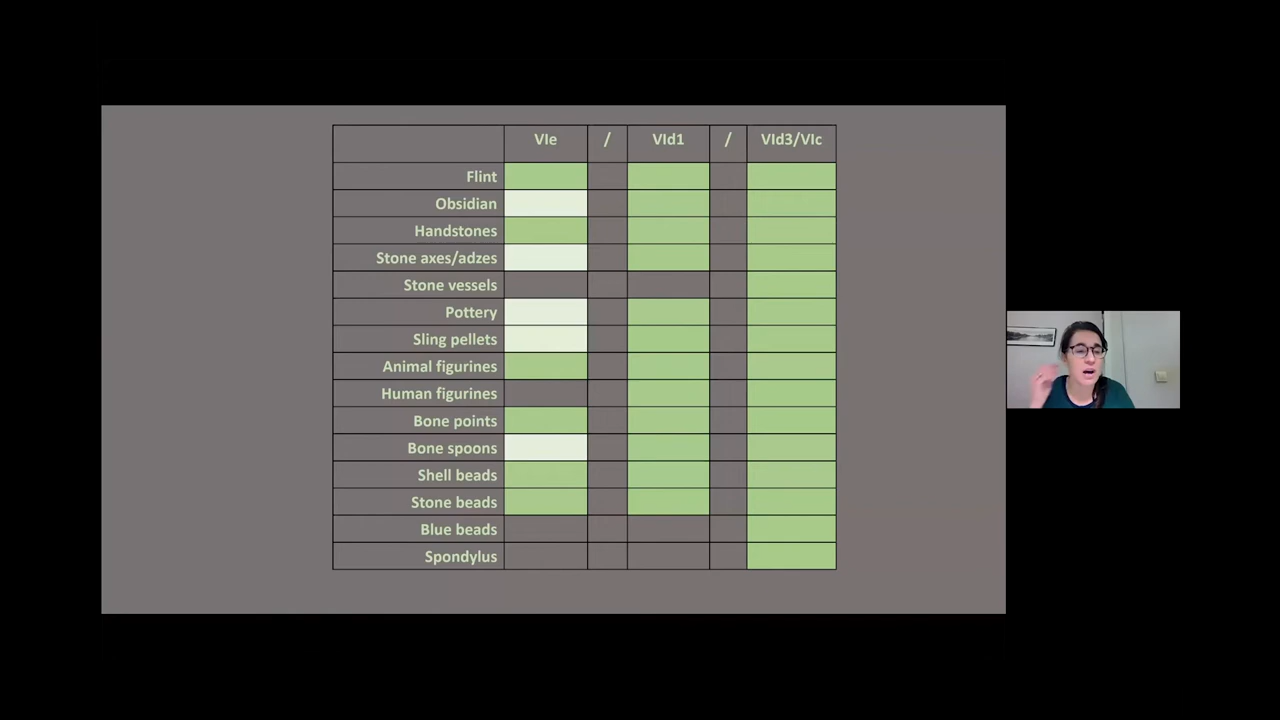 VIe / VId1 / VId3/VIc
Flint
Obsidian
Handstones
Stone axes/adzes
Stone vessels
Pottery
Sling pellets
Animal figurines
Human figurines
Bone points
Bone spoons
Shell beads
Stone beads
Blue beads
Spondylus